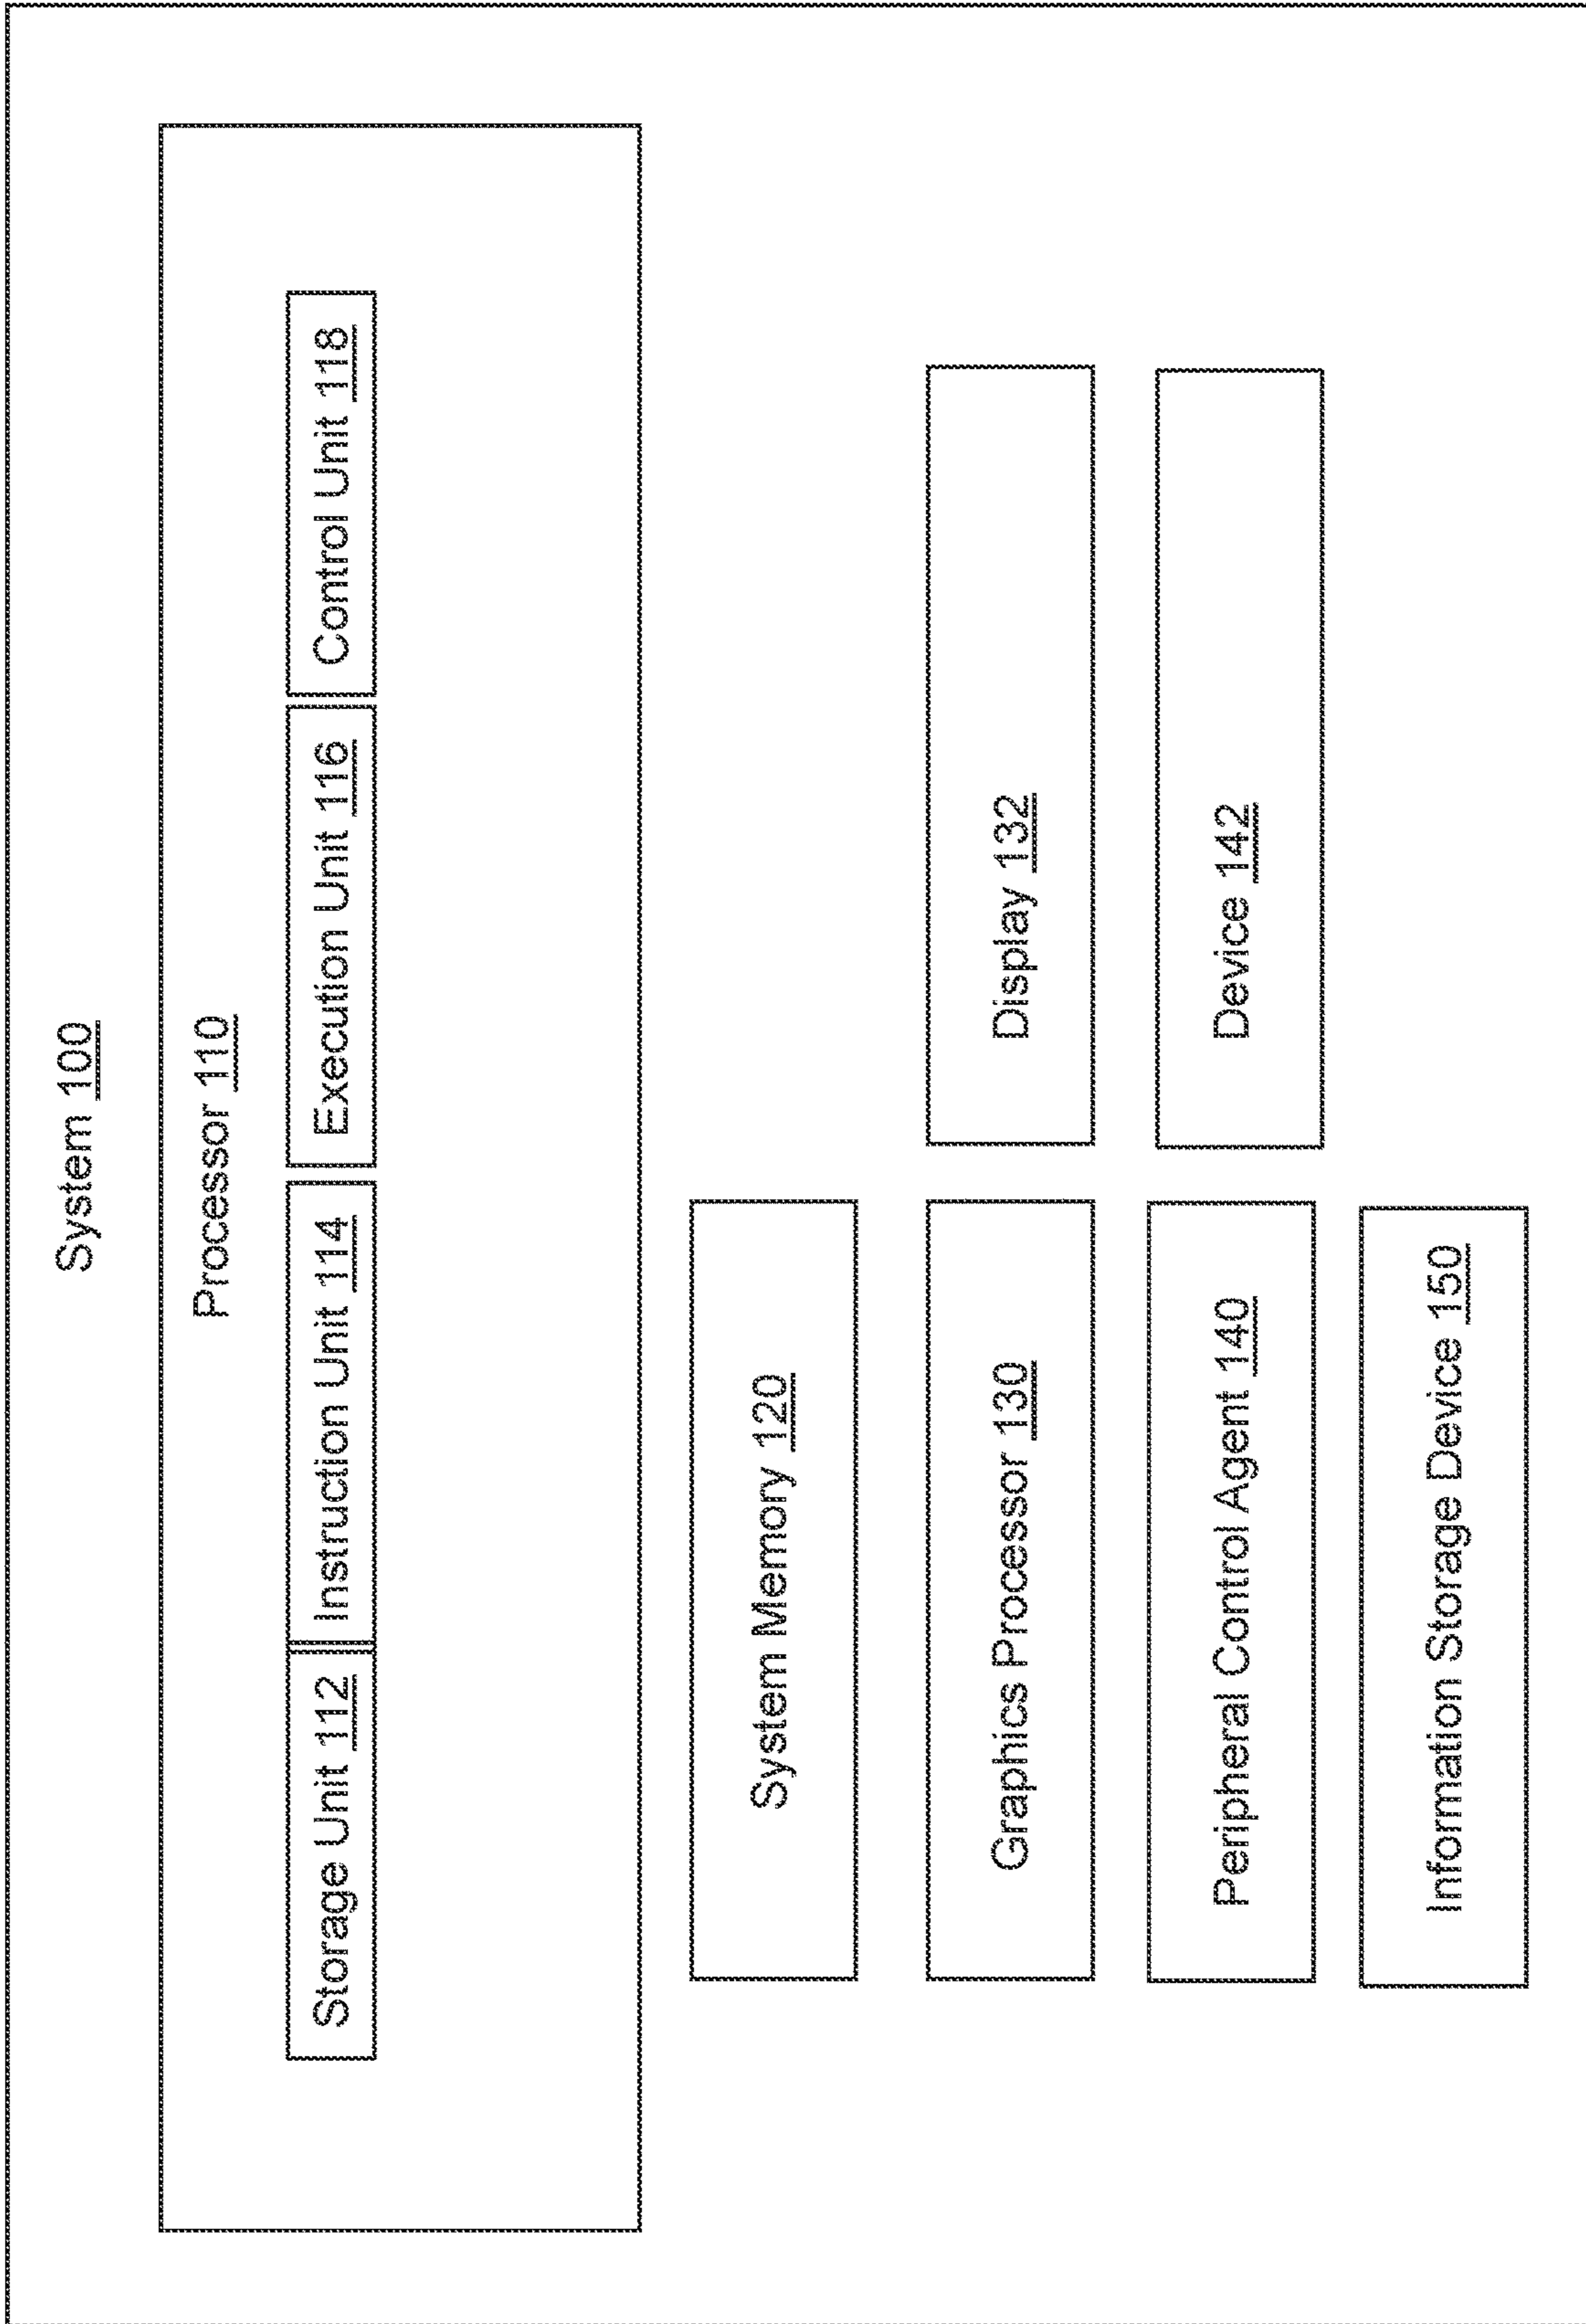 System 100
Processor 110
Storage Unit 112
Instruction Unit 114
Execution Unit 116
Control Unit 118
System Memory 120
Graphics Processor 130
Display 132
Peripheral Control Agent 140
Device 142
Information Storage Device 150